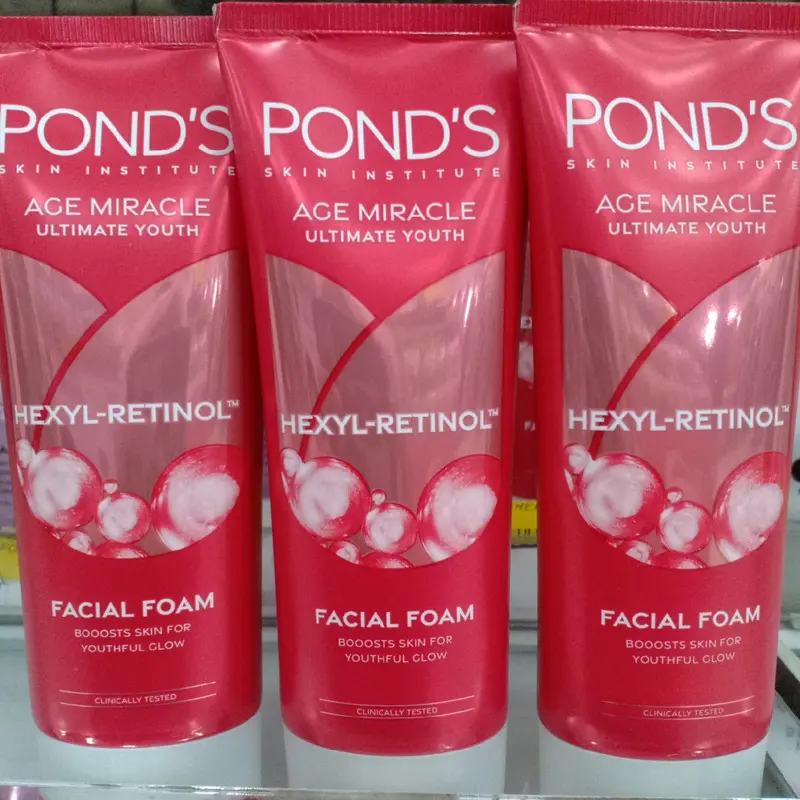 POND'S
SKIN INSTITUTE
AGE MIRACLE
ULTIMATE YOUTH
HEXYL-RETINOL™
FACIAL FOAM
BOOOSTS SKIN FOR
YOUTHFUL GLOW
CLINICALLY TESTED
POND'S
SKIN INSTITUTE
AGE MIRACLE
ULTIMATE YOUTH
HEXYL-RETINOL™
FACIAL FOAM
BOOOSTS SKIN FOR
YOUTHFUL GLOW
CLINICALLY TESTED
POND'S
SKIN INSTITUTE
AGE MIRACLE
ULTIMATE YOUTH
HEXYL-RETINOL™
FACIAL FOAM
BOOOSTS SKIN FOR
YOUTHFUL GLOW
CLINICALLY TESTED